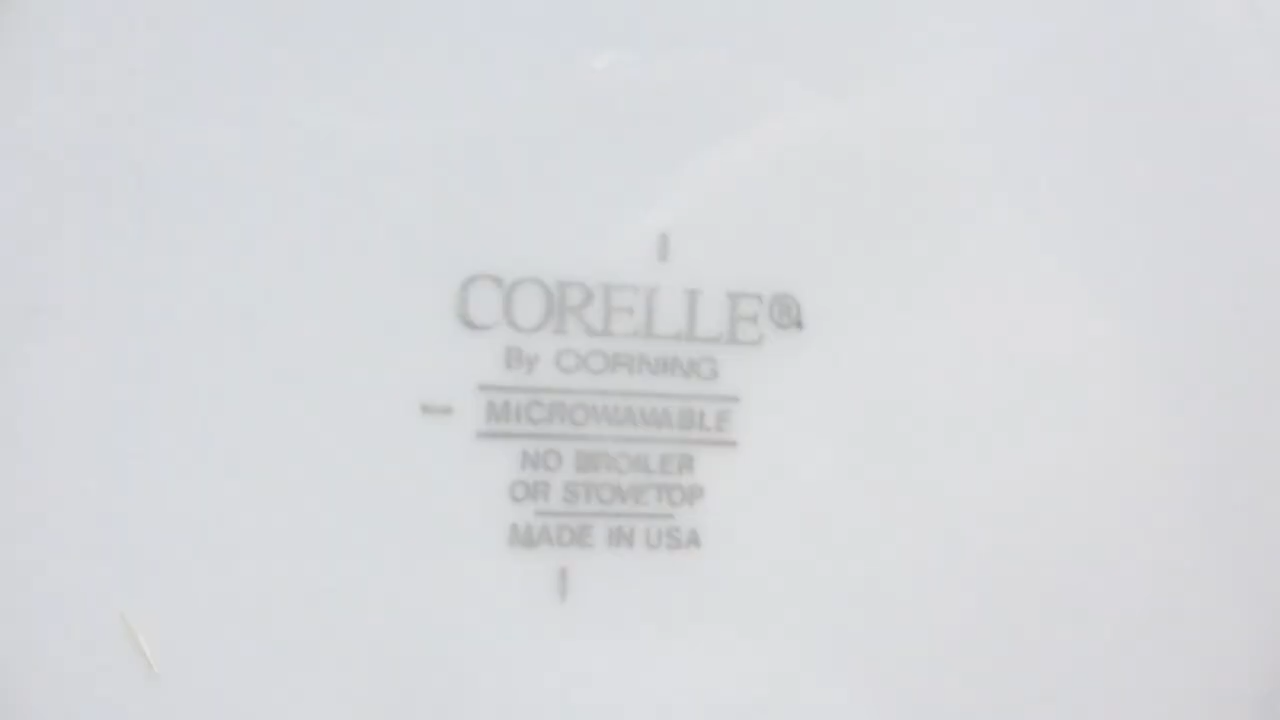 CORELLE®
By CORNING
MICROWAVABLE
NO BROILER
OR STOVETOP
MADE IN USA